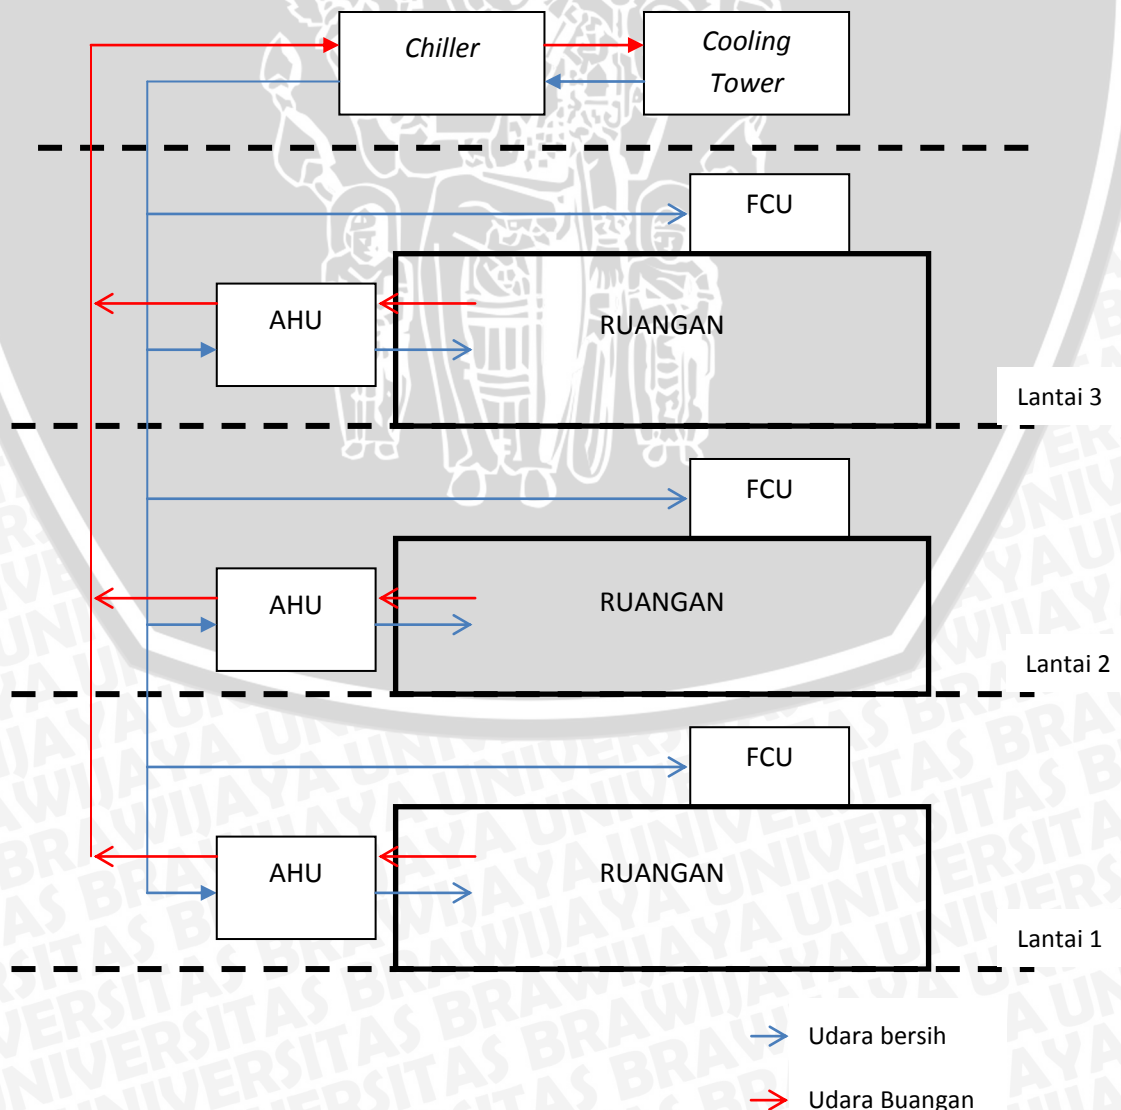 Chiller
Cooling
Tower
FCU
AHU
RUANGAN
Lantai 3
FCU
AHU
RUANGAN
Lantai 2
FCU
AHU
RUANGAN
Lantai 1
Udara bersih
Udara Buangan